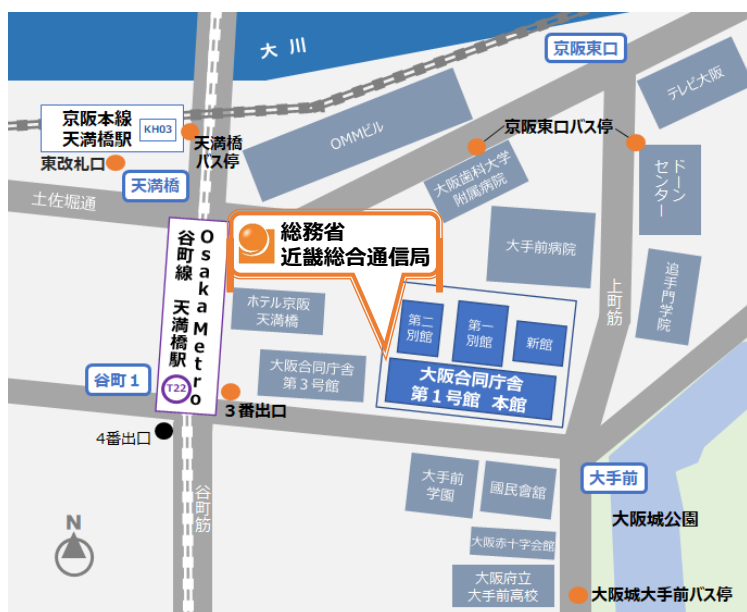 大川
京阪東口
テレビ大阪
京阪本線
天満橋駅
KH03
天満橋
バス停
OMMビル
京阪東口バス停
東改札口
天満橋
大阪歯科大学
附属病院
ドーン
センター
土佐堀通
総務省
近畿総合通信局
大手前病院
Osaka Metro
谷町線 天満橋駅
T22
追手門学院
上町筋
ホテル京阪
天満橋
第二
別館
第一
別館
新館
大阪合同庁舎
第3号館
大阪合同庁舎
第1号館 本館
谷町1
3番出口
4番出口
大手前
大手前
学園
國民會舘
谷町筋
大阪城公園
N
大阪赤十字会館
大阪府立
大手前高校
大阪城大手前バス停